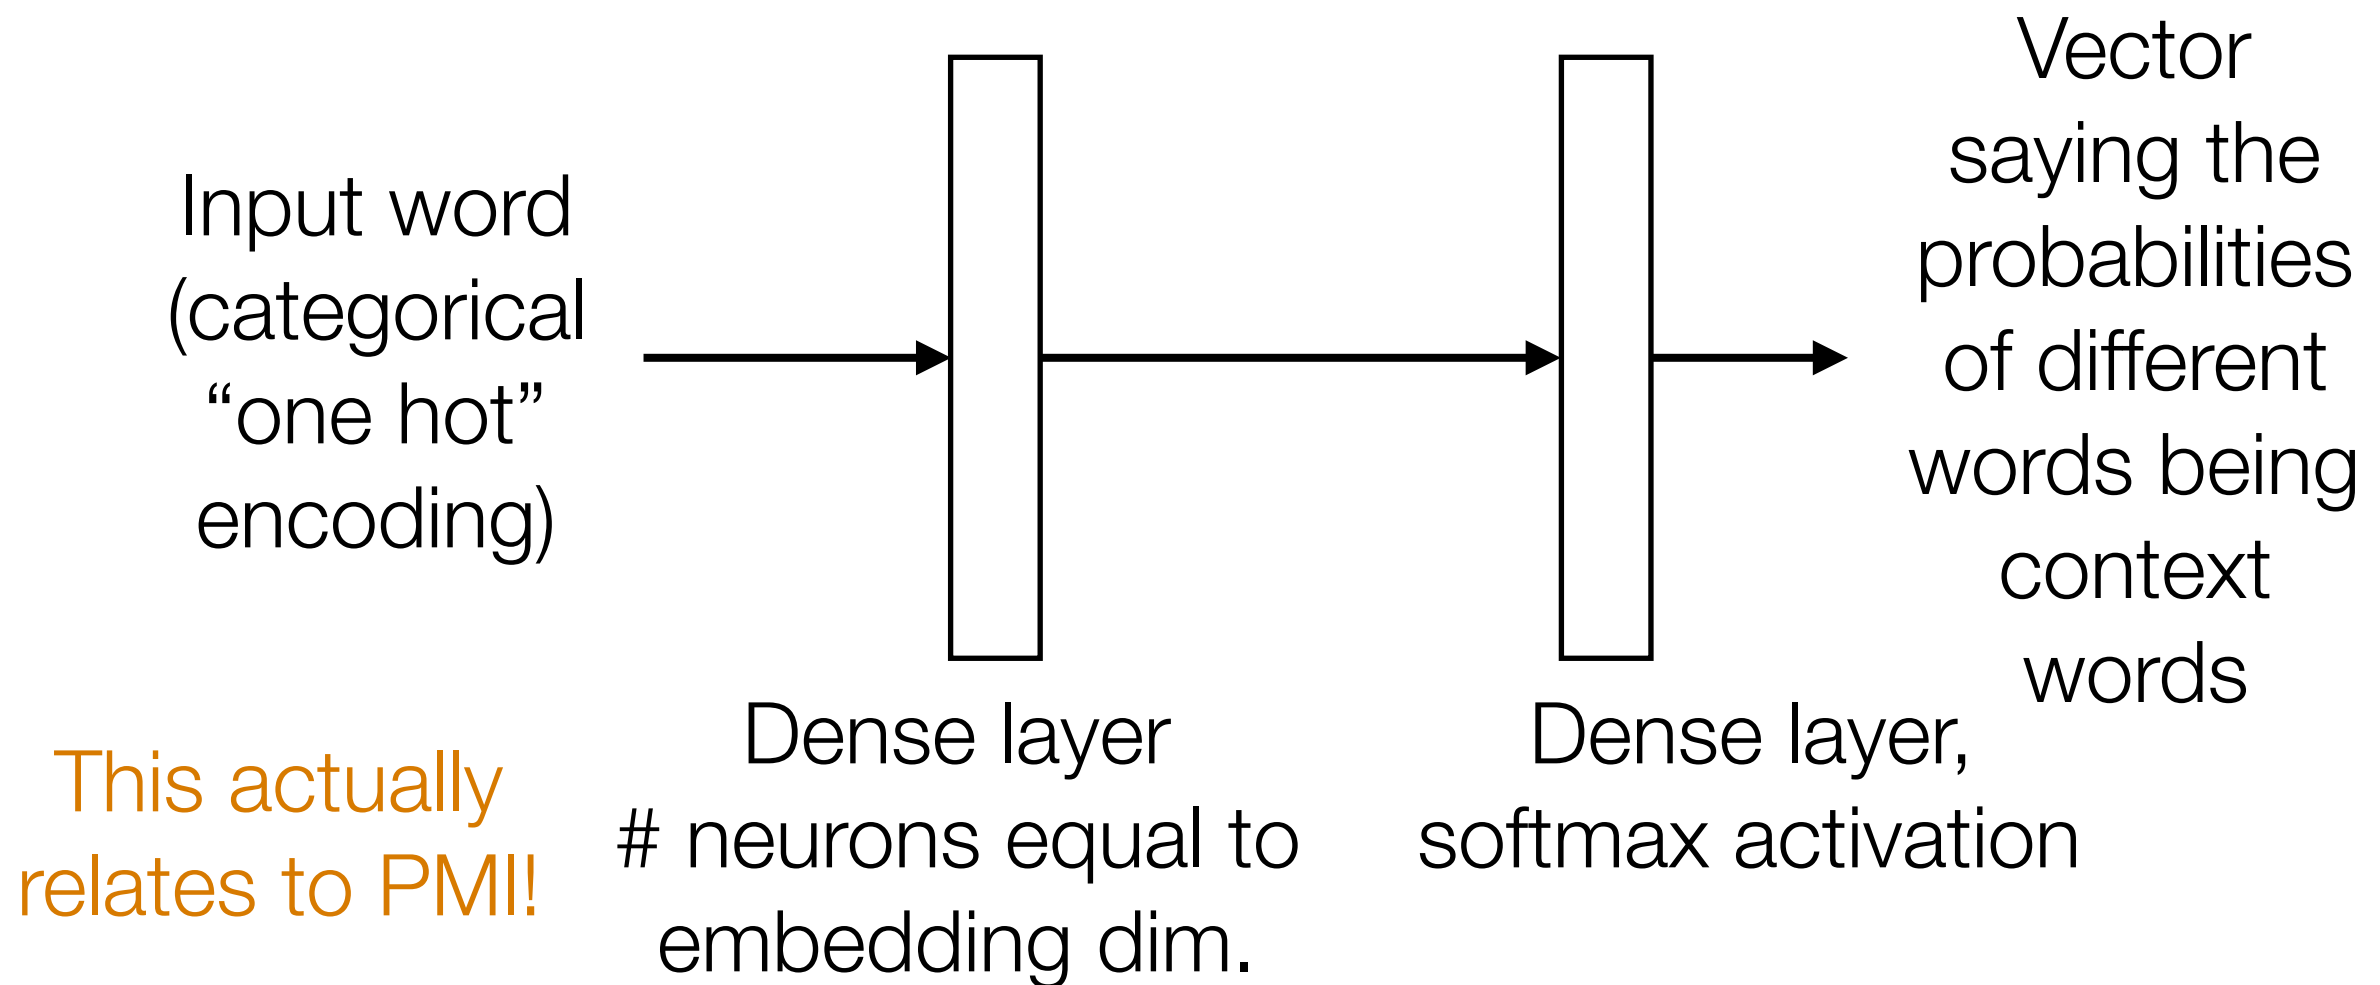 Input word
(categorical
“one hot”
encoding)
This actually
relates to PMI!
Dense layer
# neurons equal to
embedding dim.
Dense layer,
softmax activation
Vector
saying the
probabilities
of different
words being
context
words